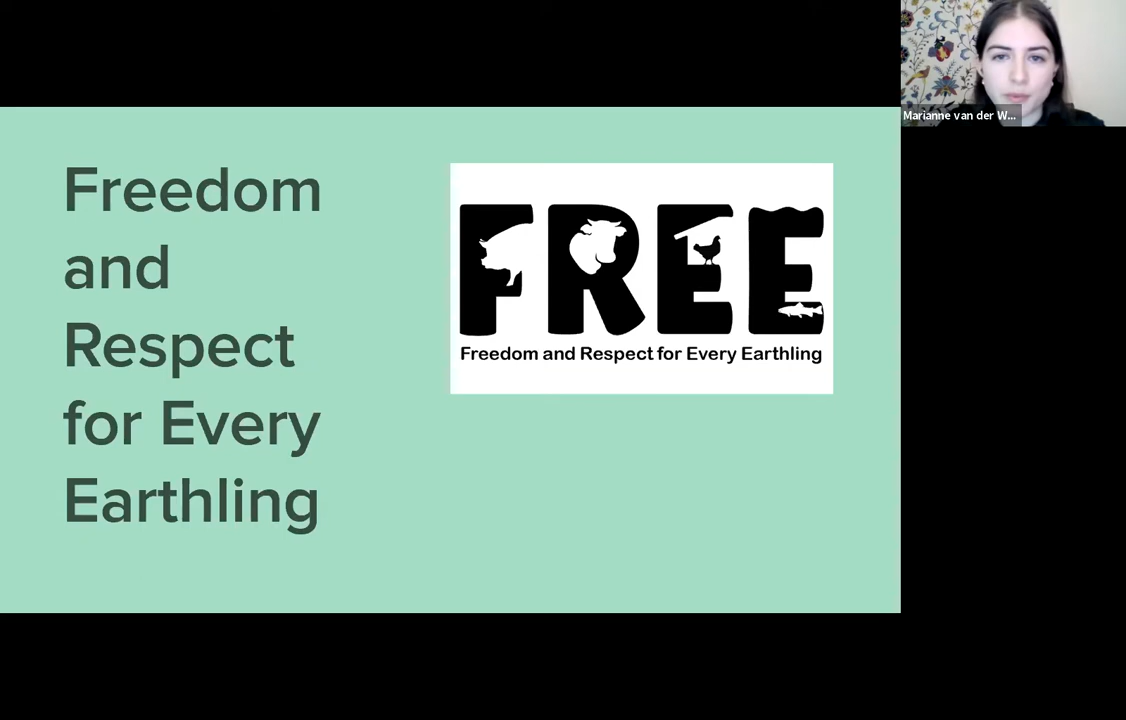 Freedom
and
Respect
for Every
Earthling
FREE
Freedom and Respect for Every Earthling
Marianne van der W...